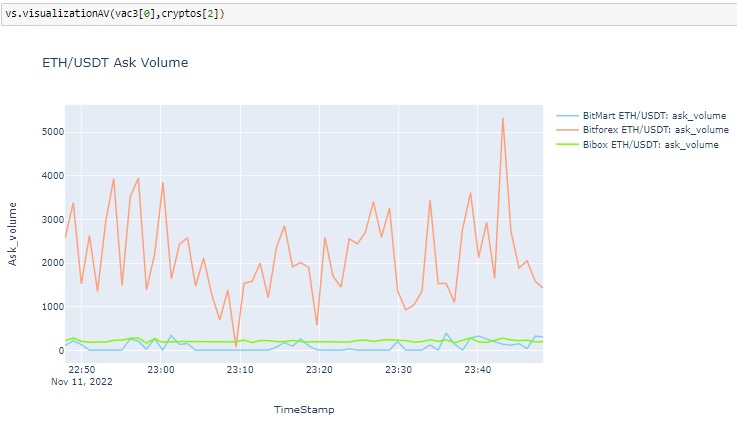 vs.visualizationAV(vac3[0],cryptos[2])
ETH/USDT Ask Volume
BitMart ETH/USDT: ask_volume
Bitforex ETH/USDT: ask_volume
Bibox ETH/USDT: ask_volume
5000
4000
3000
2000
1000
0
Ask_volume
22:50 23:00 23:10 23:20 23:30 23:40
Nov 11, 2022
TimeStamp